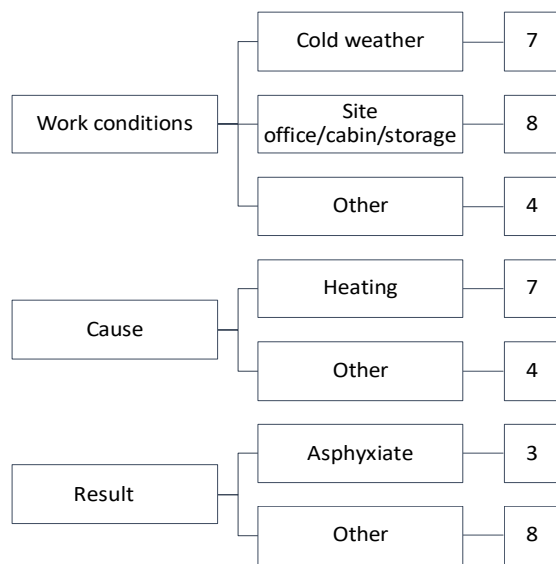 Cold weather
7
Work conditions
Site
office/cabin/storage
8
Other
4
Heating
7
Cause
Other
4
Asphyxiate
3
Result
Other
8